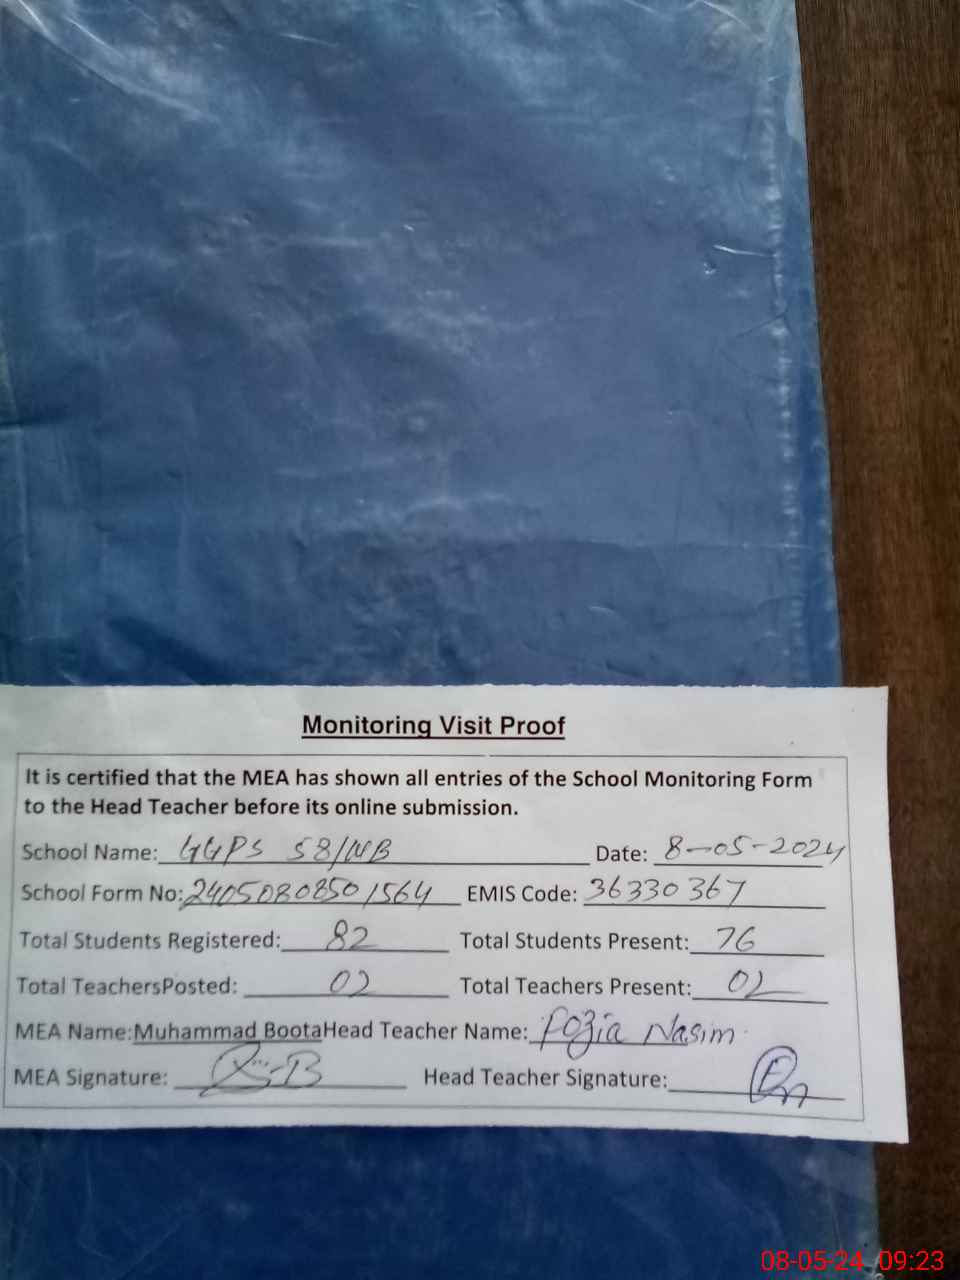 Monitoring Visit Proof
It is certified that the MEA has shown all entries of the School Monitoring Form
to the Head Teacher before its online submission.
School Name: GGPS 58/NB Date: 8-05-2024
School Form No: 24050808501564 EMIS Code: 36330367
Total Students Registered: 82 Total Students Present: 76
Total TeachersPosted: 02 Total Teachers Present: 02
MEA Name:Muhammad BootaHead Teacher Name: Fozia Nasim
MEA Signature: Head Teacher Signature:
08-05-24 09:23